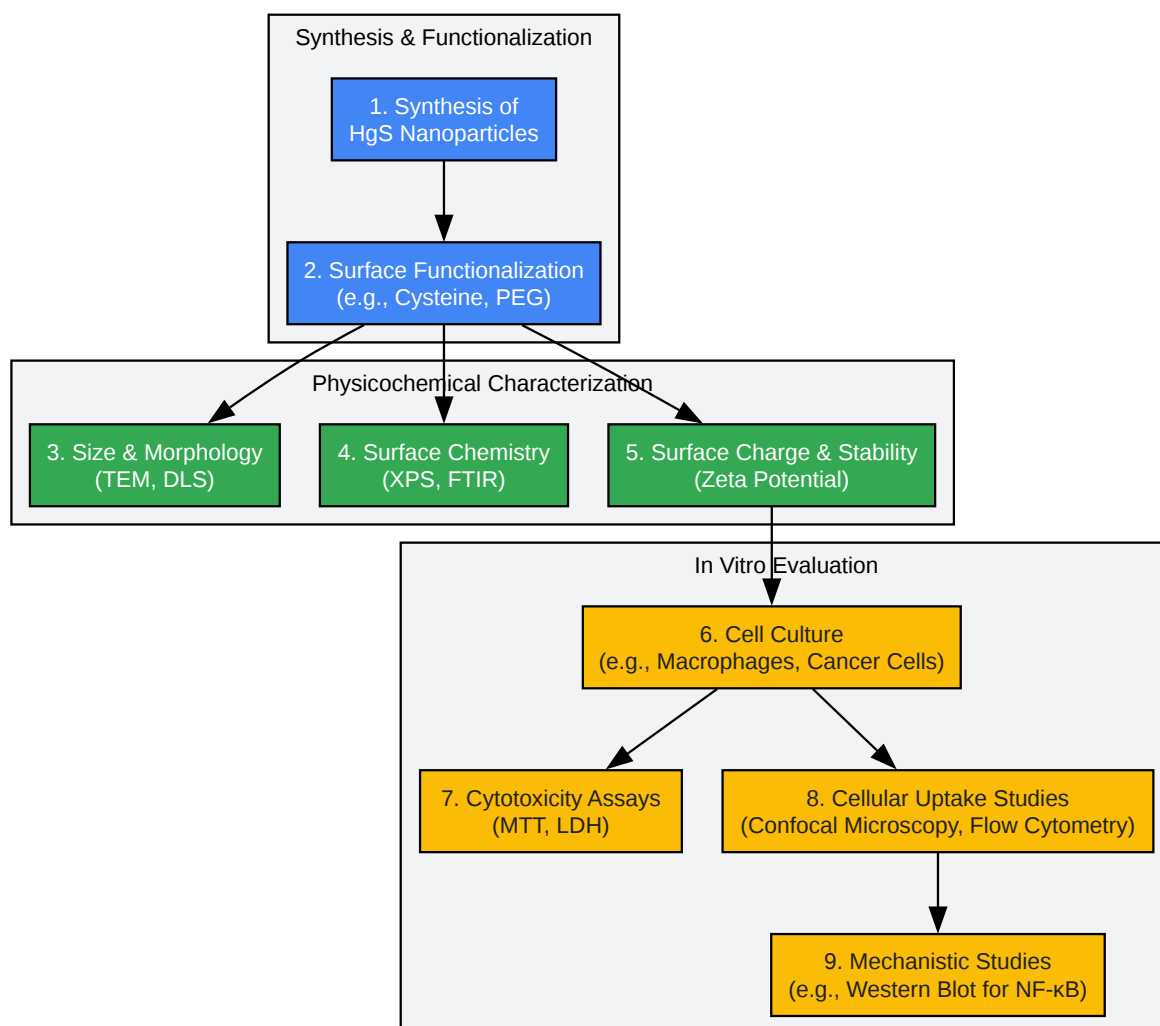 Synthesis & Functionalization
1. Synthesis of
HgS Nanoparticles
2. Surface Functionalization
(e.g., Cysteine, PEG)
Physicochemical Characterization
3. Size & Morphology
(TEM, DLS)
4. Surface Chemistry
(XPS, FTIR)
5. Surface Charge & Stability
(Zeta Potential)
In Vitro Evaluation
6. Cell Culture
(e.g., Macrophages, Cancer Cells)
7. Cytotoxicity Assays
(MTT, LDH)
8. Cellular Uptake Studies
(Confocal Microscopy, Flow Cytometry)
9. Mechanistic Studies
(e.g., Western Blot for NF-κB)